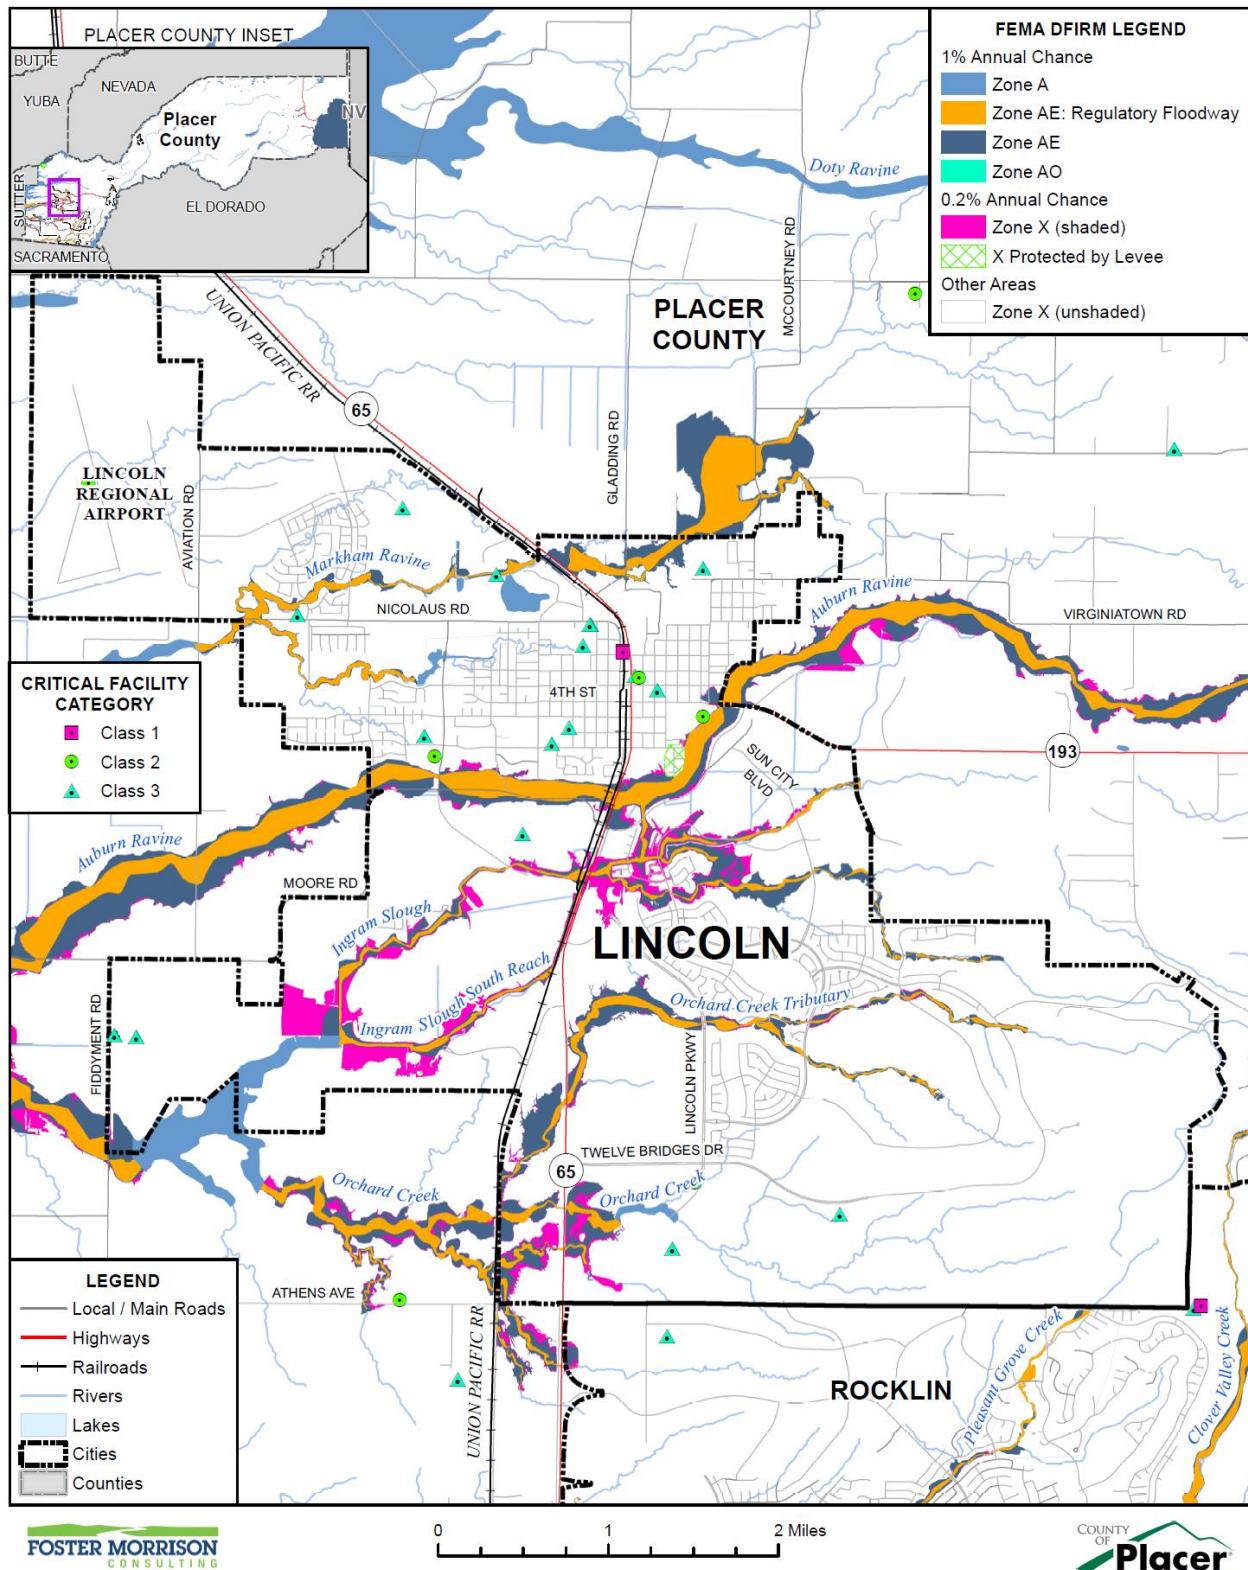 PLACER COUNTY INSET
BUTTE
NEVADA
YUBA
Placer
County
NV
SUTTER
EL DORADO
SACRAMENTO
FEMA DFIRM LEGEND
1% Annual Chance
Zone A
Zone AE: Regulatory Floodway
Zone AE
Zone AO
0.2% Annual Chance
Zone X (shaded)
X Protected by Levee
Other Areas
Zone X (unshaded)
Doty Ravine
MCCOURTNEY RD
UNION PACIFIC RR
PLACER
COUNTY
65
GLADDING RD
LINCOLN
REGIONAL
AIRPORT
AVIATION RD
Markham Ravine
NICOLAUS RD
Auburn Ravine
VIRGINIATOWN RD
CRITICAL FACILITY
CATEGORY
Class 1
Class 2
Class 3
4TH ST
SUN CITY
BLVD
193
Auburn Ravine
MOORE RD
Ingram Slough
LINCOLN
Ingram Slough South Reach
Orchard Creek Tributary
FIDDYMENT RD
LINCOLN PKWY
TWELVE BRIDGES DR
65
Orchard Creek
Orchard Creek
ATHENS AVE
LEGEND
Local / Main Roads
Highways
Railroads
Rivers
Lakes
Cities
Counties
UNION PACIFIC RR
ROCKLIN
Pleasant Grove Creek
Clover Valley Creek
FOSTER MORRISON
CONSULTING
0 1 2 Miles
COUNTY
OF
Placer